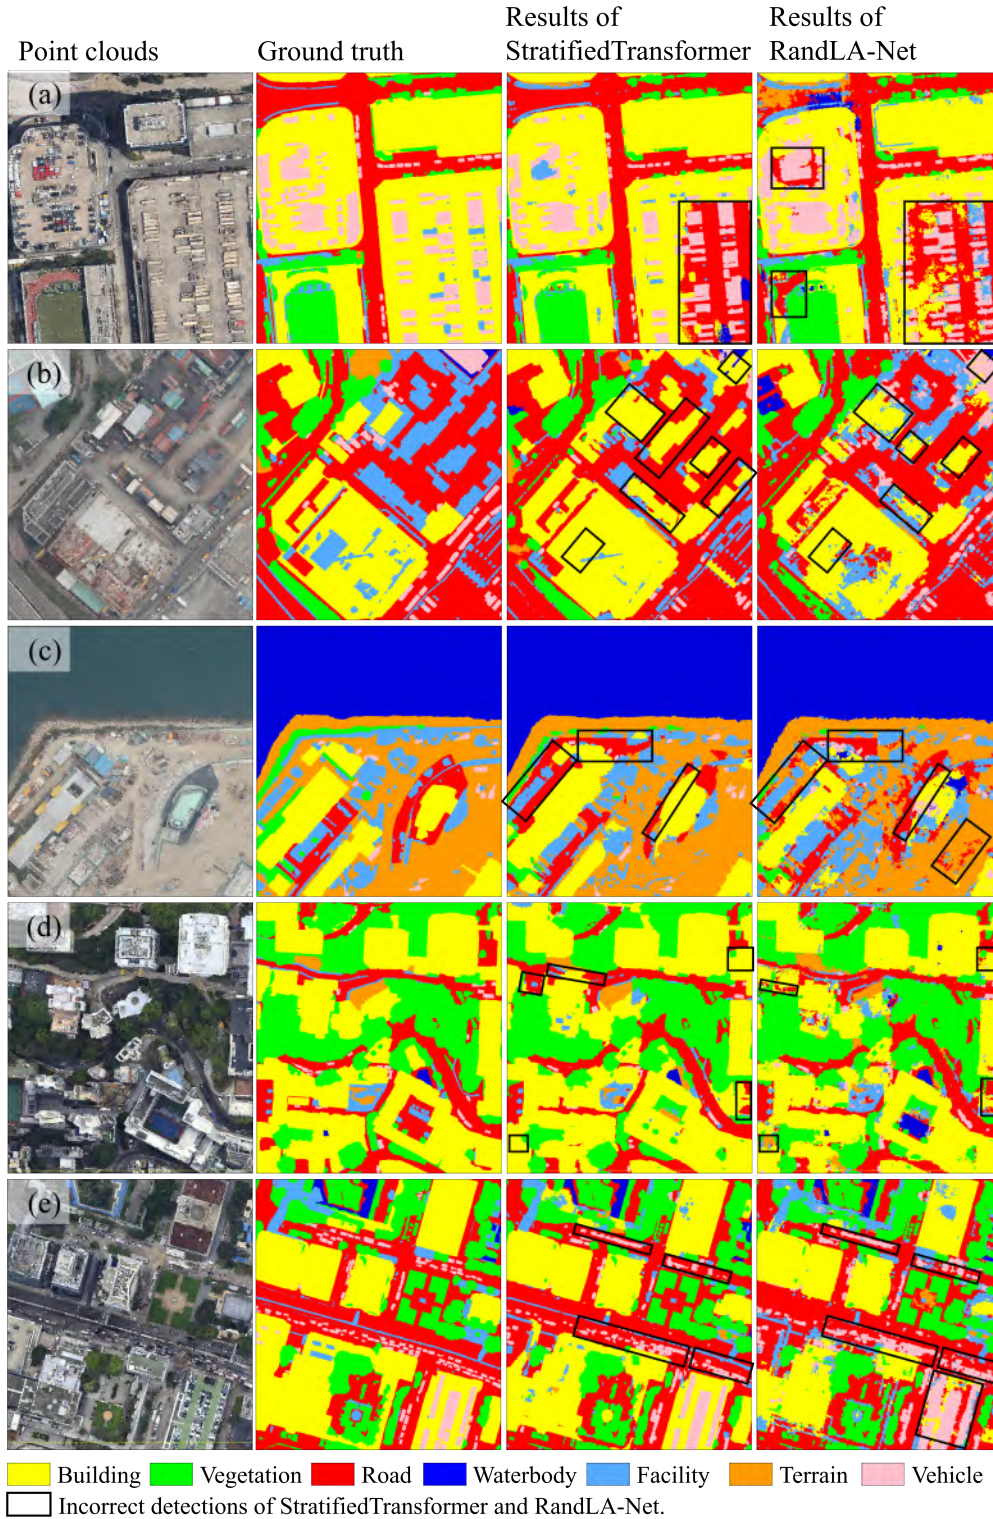 Point clouds
Ground truth
Results of
StratifiedTransformer
Results of
RandLA-Net
(a)
(b)
(c)
(d)
(e)
Building
Vegetation
Road
Waterbody
Facility
Terrain
Vehicle
Incorrect detections of StratifiedTransformer and RandLA-Net.